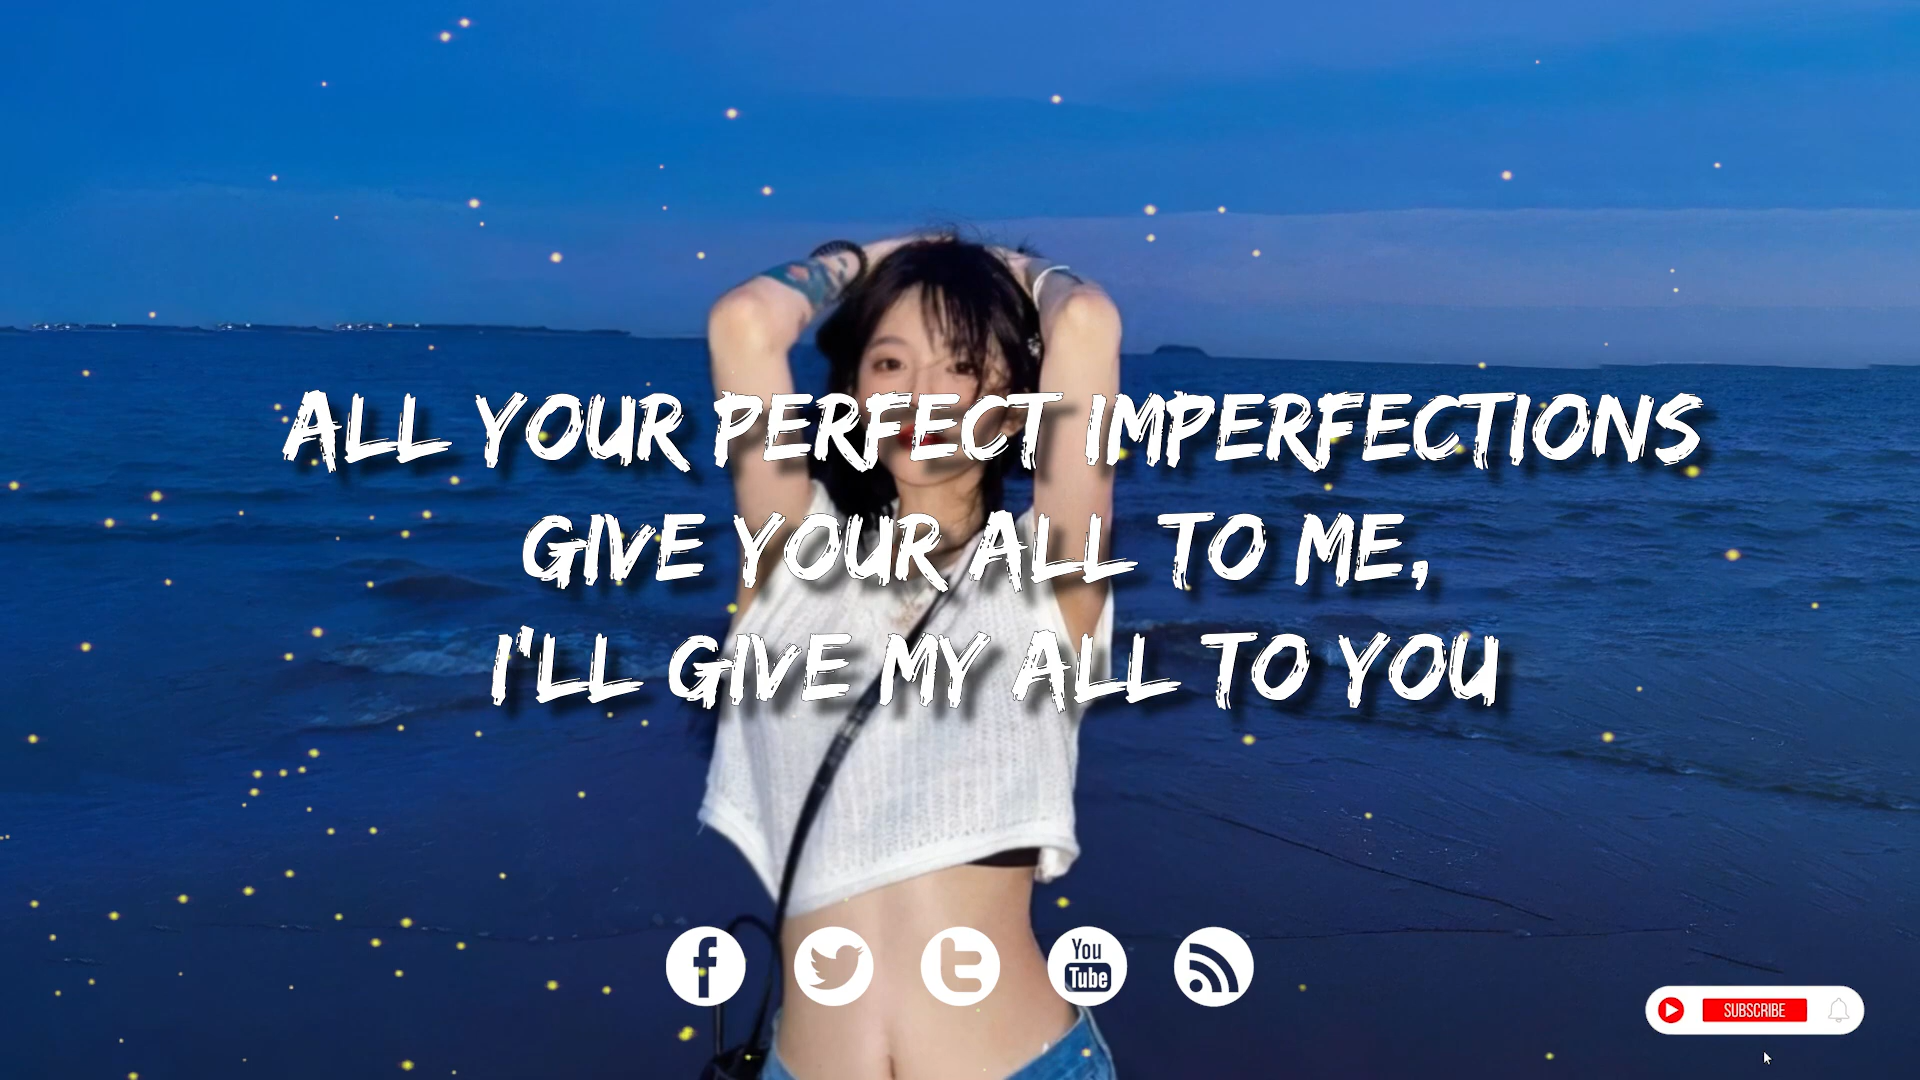 ALL YOUR PERFECT IMPERFECTIONS
GIVE YOUR ALL TO ME,
I'LL GIVE MY ALL TO YOU
You
Tube
SUBSCRIBE